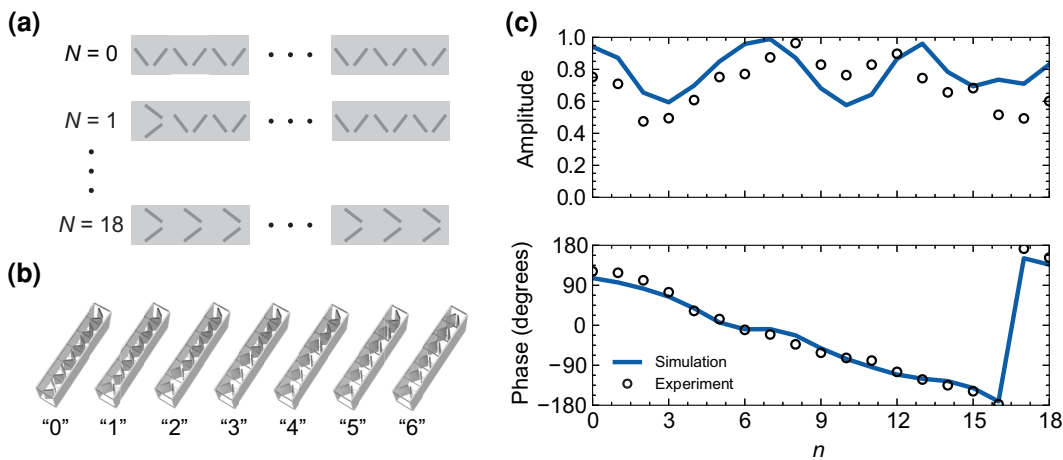 (a)
N = 0
N = 1
N = 18
(b)
“0” “1” “2” “3” “4” “5” “6”
(c)
Amplitude
1.0
0.8
0.6
0.4
0.2
0.0
Phase (degrees)
180
90
0
−90
−180
Simulation
Experiment
0 3 6 9 12 15 18
n